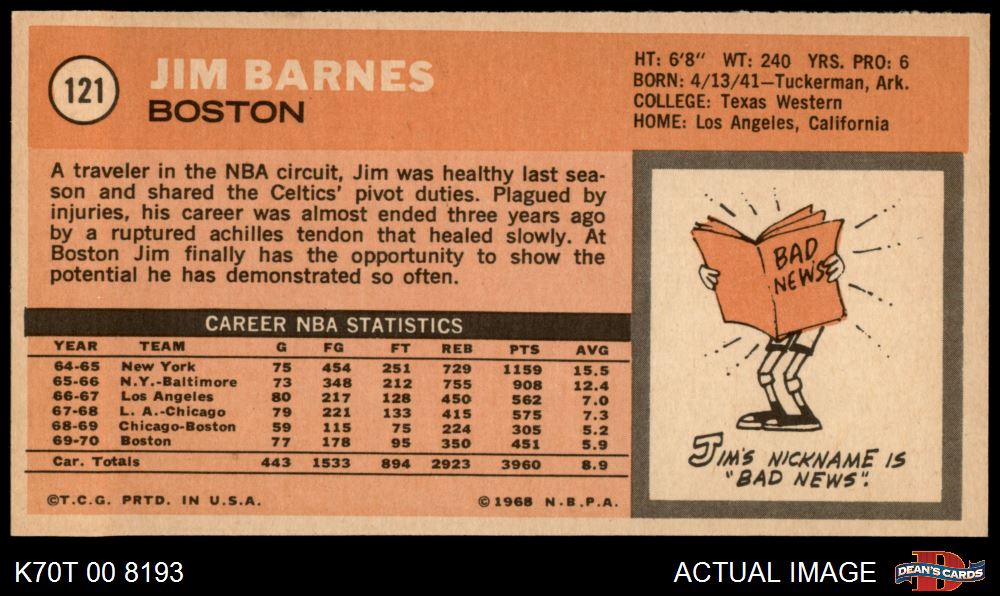 121
JIM BARNES
BOSTON
HT: 6'8" WT: 240 YRS. PRO: 6
BORN: 4/13/41—Tuckerman, Ark.
COLLEGE: Texas Western
HOME: Los Angeles, California
A traveler in the NBA circuit, Jim was healthy last sea-
son and shared the Celtics' pivot duties. Plagued by
injuries, his career was almost ended three years ago
by a ruptured achilles tendon that healed slowly. At
Boston Jim finally has the opportunity to show the
potential he has demonstrated so often.
CAREER NBA STATISTICS
YEAR TEAM G FG FT REB PTS AVG
64-65 New York 75 454 251 729 1159 15.5
65-66 N.Y.-Baltimore 73 348 212 755 908 12.4
66-67 Los Angeles 80 217 128 450 562 7.0
67-68 L. A.-Chicago 79 221 133 415 575 7.3
68-69 Chicago-Boston 59 115 75 224 305 5.2
69-70 Boston 77 178 95 350 451 5.9
Car. Totals 443 1533 894 2923 3960 8.9
©T.C.G. PRTD. IN U.S.A.
©1968 N.B.P.A.
BAD
NEWS
JIM'S NICKNAME IS
"BAD NEWS".
K70T 00 8193
ACTUAL IMAGE
D
DEAN'S CARDS